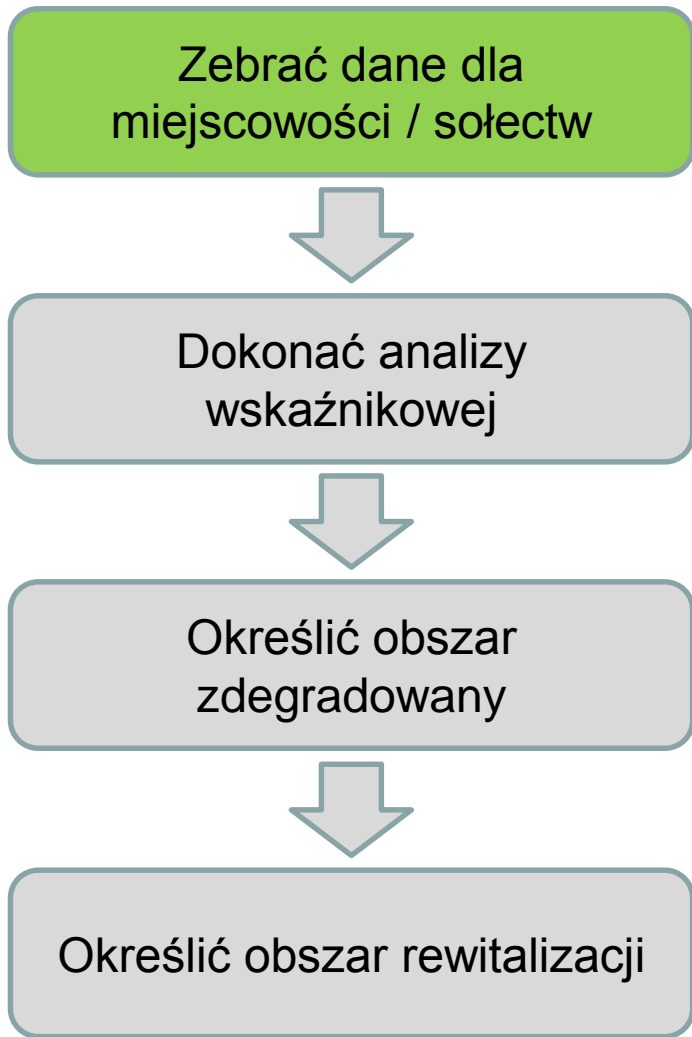 Zebrać dane dla
miejscowości / sołectw
Dokonać analizy
wskaźnikowej
Określić obszar
zdegradowany
Określić obszar rewitalizacji